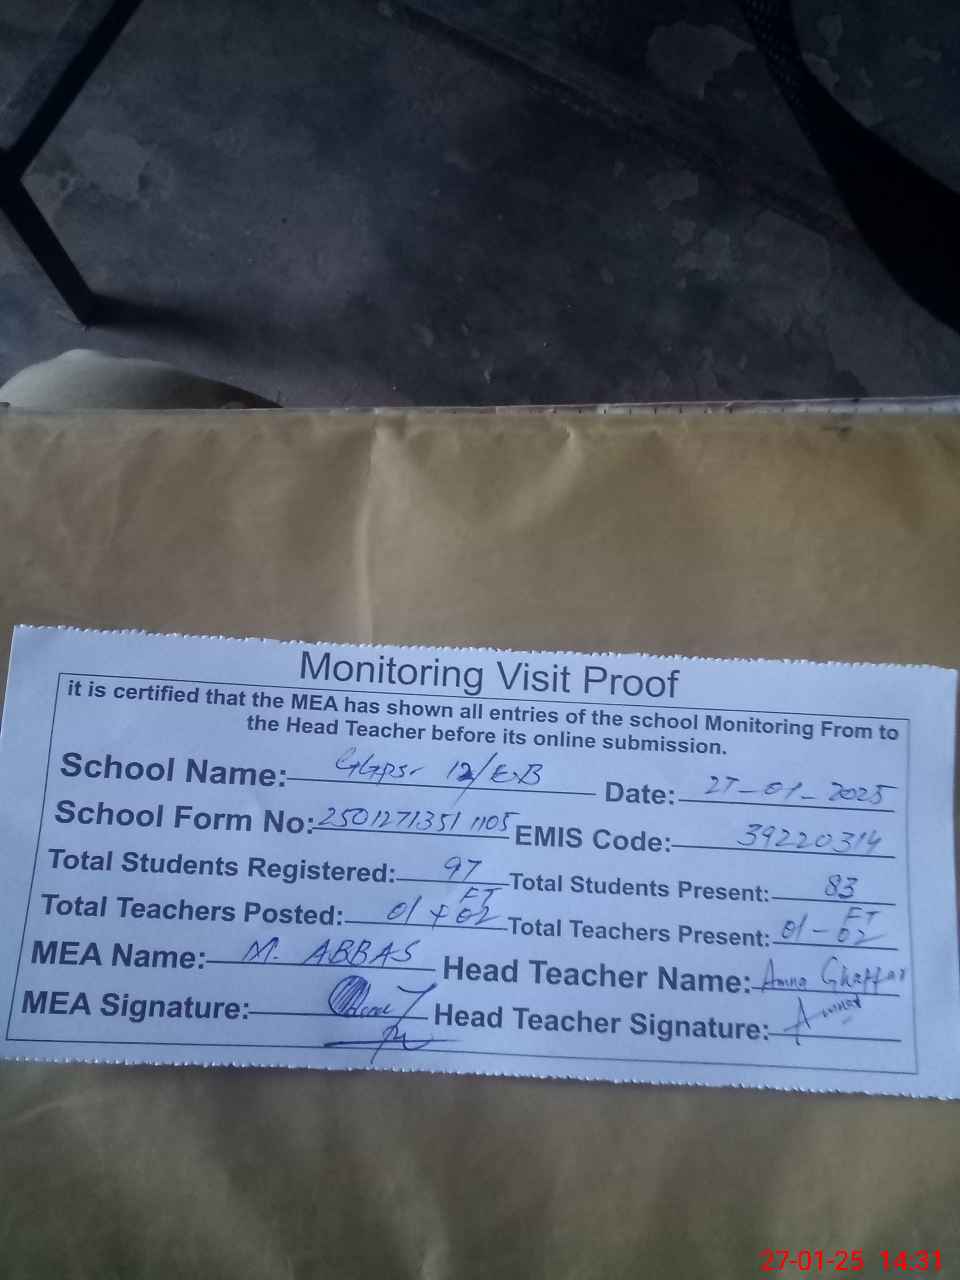 Monitoring Visit Proof
it is certified that the MEA has shown all entries of the school Monitoring From to
the Head Teacher before its online submission.
School Name: GGPS 12/E.B Date: 27-01-2025
School Form No: 25012713511105 EMIS Code: 39220314
Total Students Registered: 97 Total Students Present: 83
Total Teachers Posted: 01 + FT 02 Total Teachers Present: 01 - FT 02
MEA Name: M. ABBAS Head Teacher Name: Amna Ghaffar
MEA Signature: Head Teacher Signature:
27-01-25 14:31